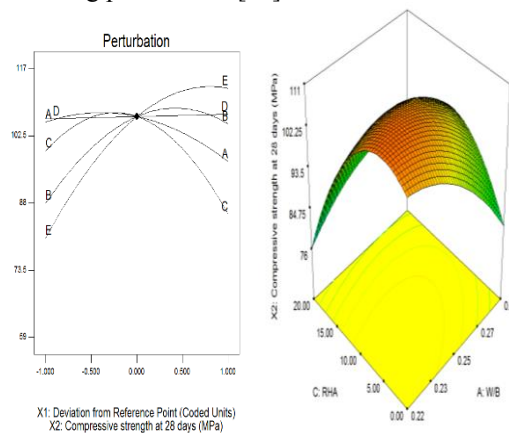 Perturbation
117
102.5
88
73.5
59
A D
C
B
E
E
D
B
A
C
-1.000 -0.500 0.000 0.500 1.000
X1: Deviation from Reference Point (Coded Units)
X2: Compressive strength at 28 days (MPa)
X2: Compressive strength at 28 days (MPa)
111
102.25
93.5
84.75
76
20.00
15.00
10.00
5.00
0.00
0.22
0.23
0.25
0.27
C: RHA
A: W/B